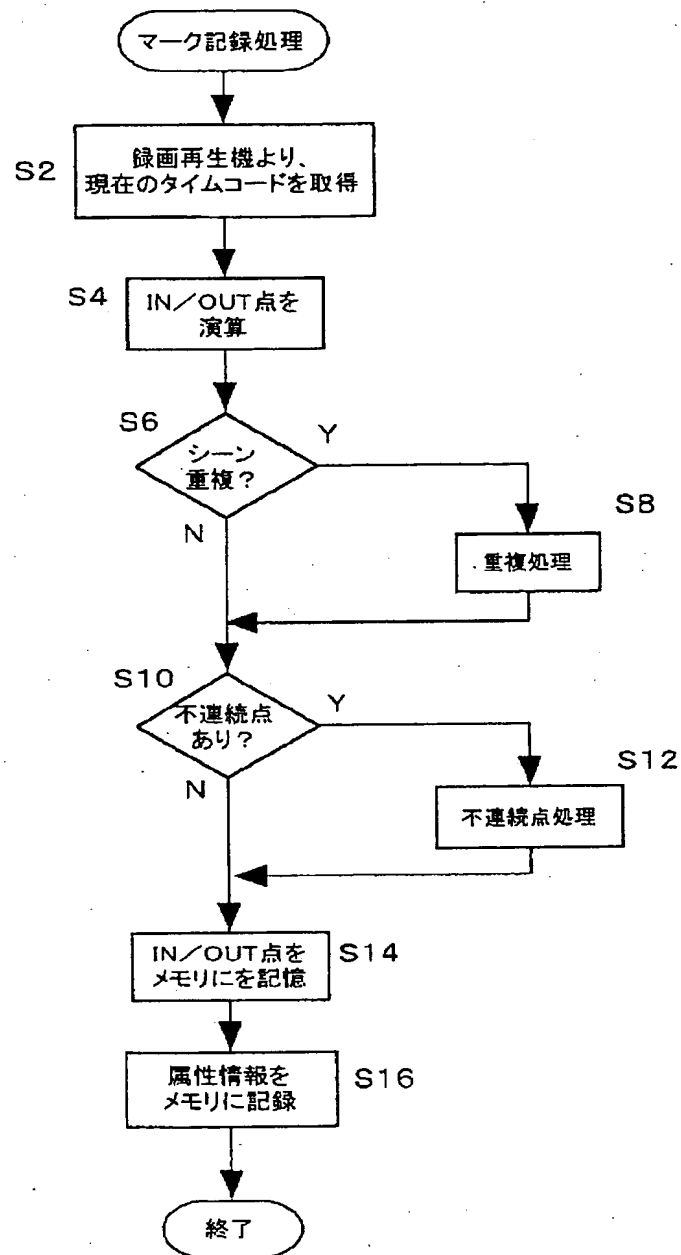 マーク記録処理
S2
録画再生機より、
現在のタイムコードを取得
S4
IN／OUT点を
演算
S6
シーン
重複？
Y
N
S8
重複処理
S10
不連続点
あり？
Y
N
S12
不連続点処理
IN／OUT点を
メモリにを記憶
S14
属性情報を
メモリに記録
S16
終了